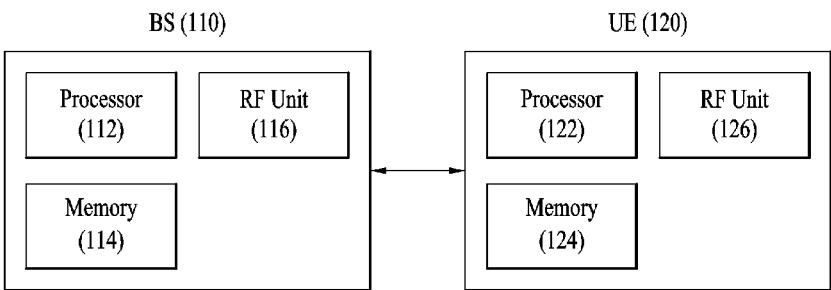 BS (110)
Processor
(112)
RF Unit
(116)
Memory
(114)
UE (120)
Processor
(122)
RF Unit
(126)
Memory
(124)